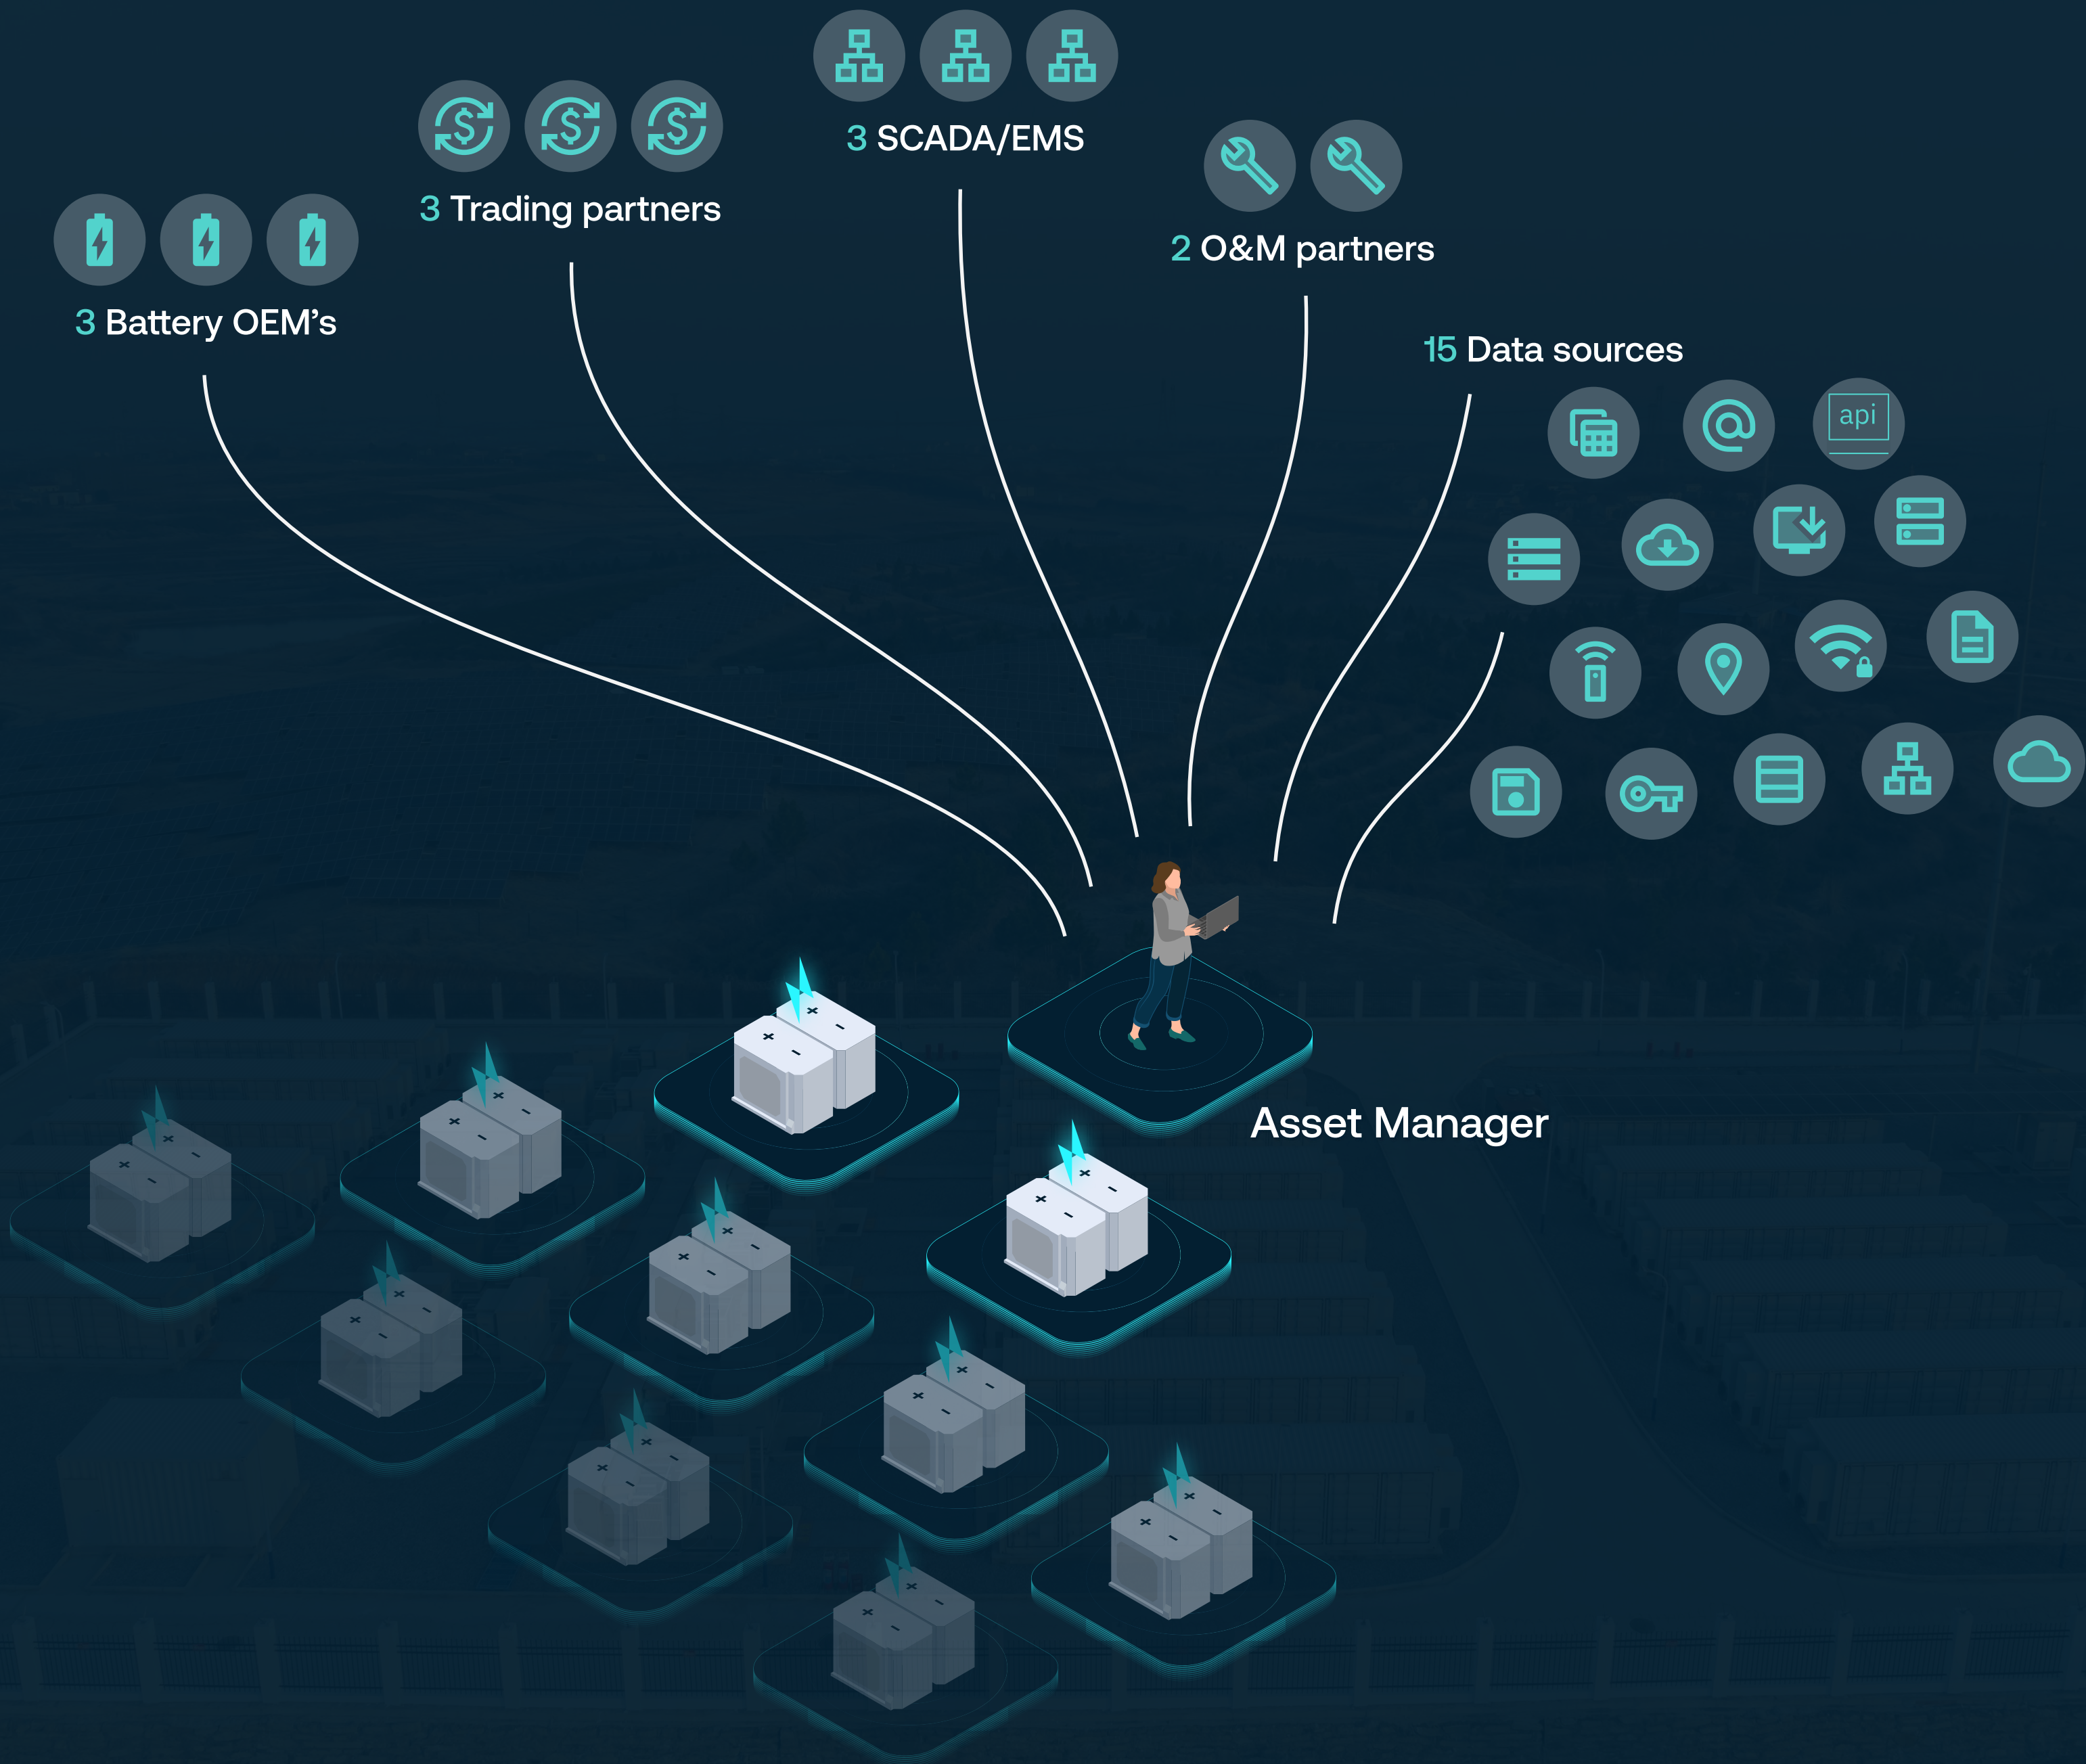 3 SCADA/EMS
3 Trading partners
2 O&M partners
3 Battery OEM’s
15 Data sources
api
Asset Manager